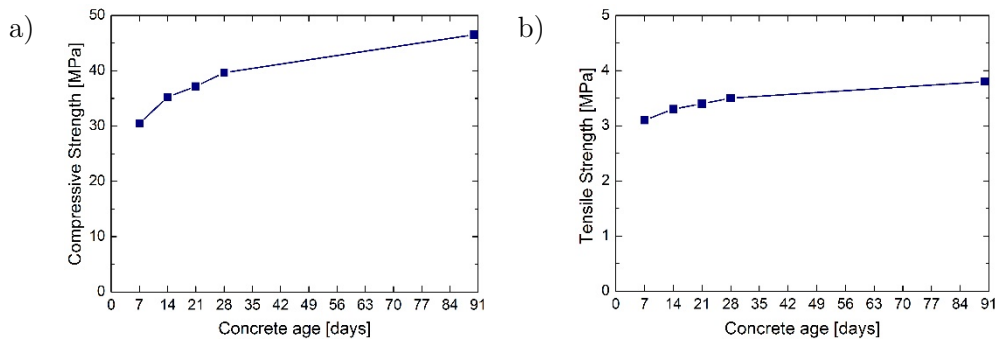 a)
Compressive Strength [MPa]
50
40
30
20
10
0
0 7 14 21 28 35 42 49 56 63 70 77 84 91
Concrete age [days]
b)
Tensile Strength [MPa]
5
4
3
2
1
0
0 7 14 21 28 35 42 49 56 63 70 77 84 91
Concrete age [days]